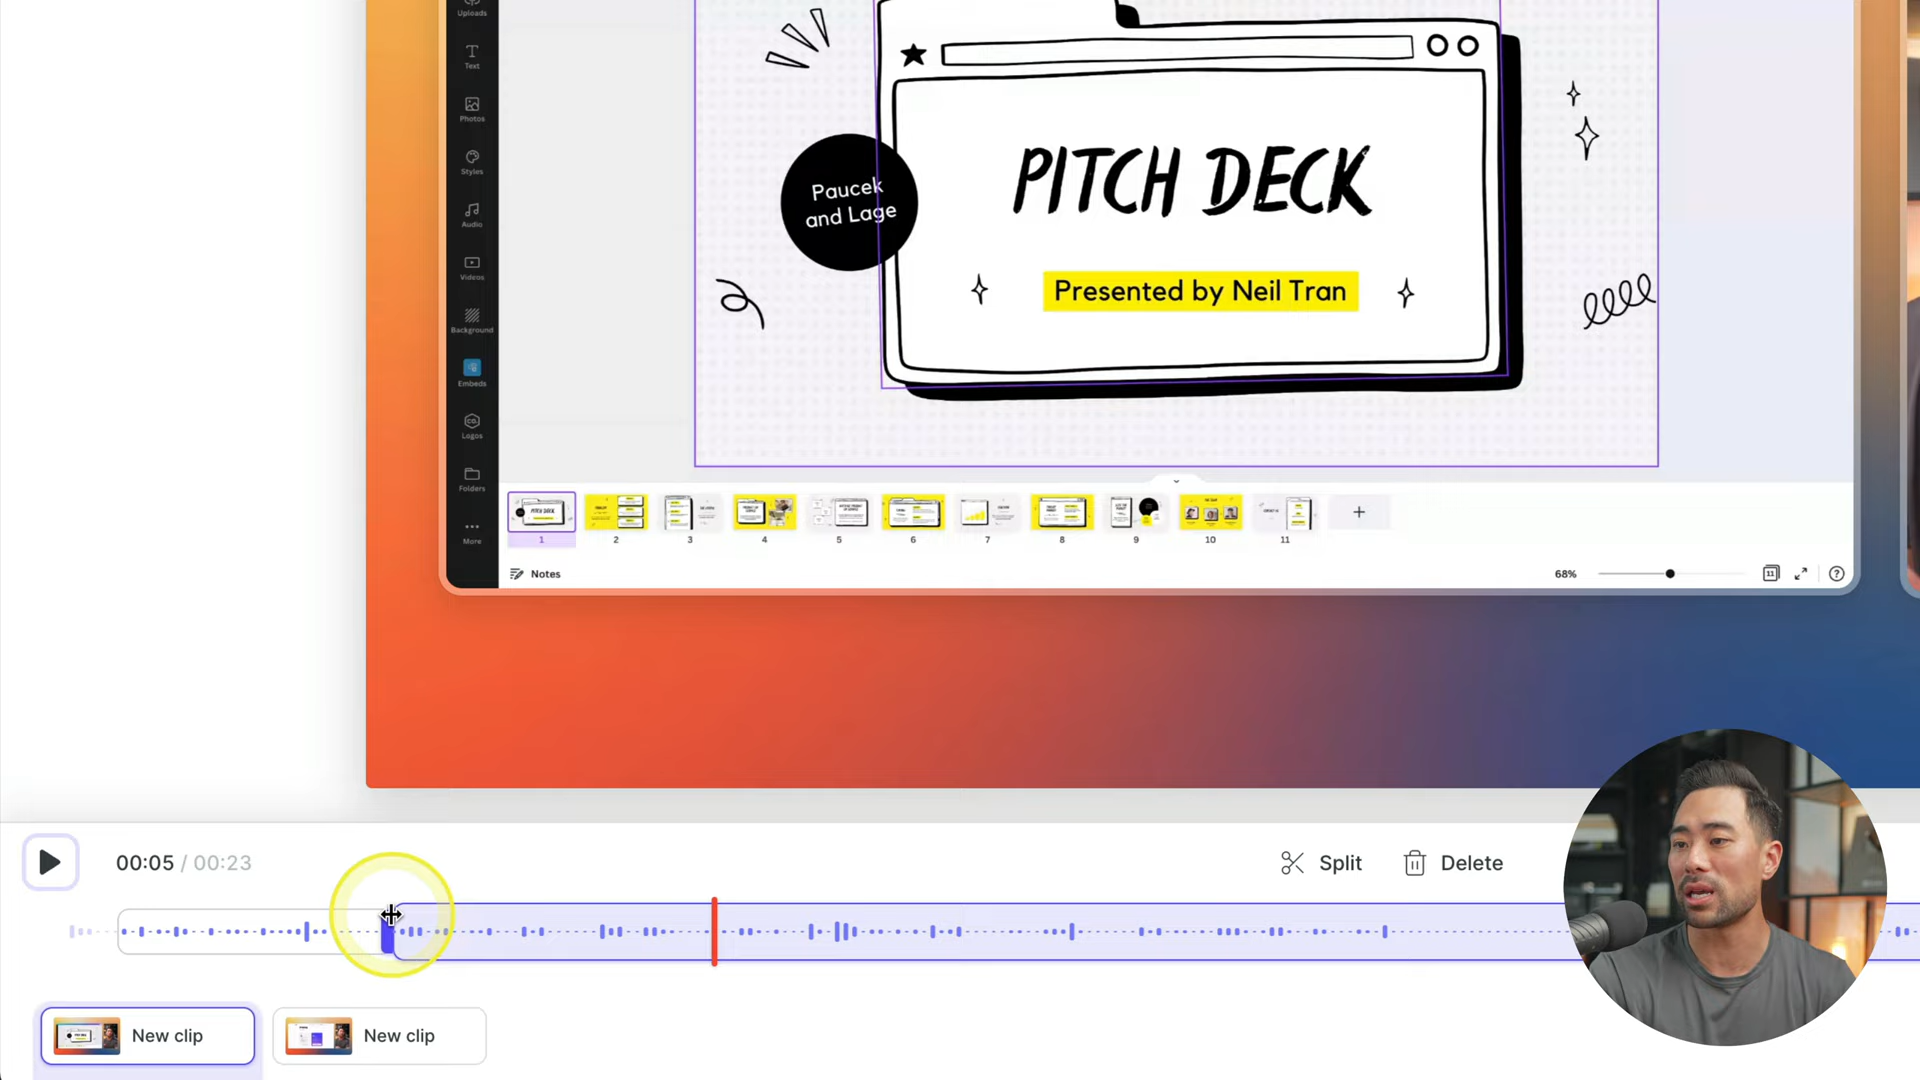 Uploads
Text
Photos
Styles
Audio
Videos
Background
Embeds
CO.
Logos
Folders
More
Paucek
and Lage
PITCH DECK
Presented by Neil Tran
1
2
3
4
5
6
7
8
9
10
11
Notes
68%
11
00:05 / 00:23
Split
Delete
New clip
New clip